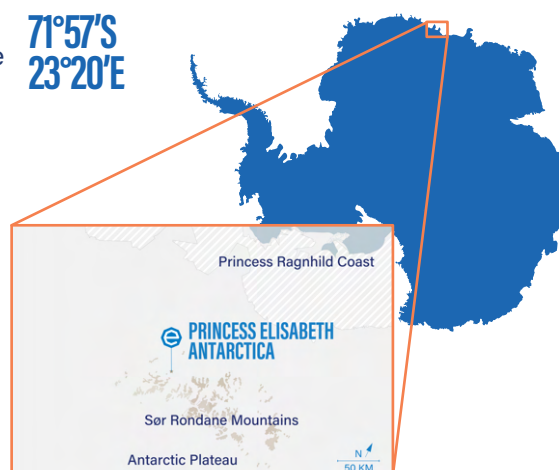 71°57'S
e
23°20'E
Princess Ragnhild Coast
PRINCESS ELISABETH
ANTARCTICA
Sør Rondane Mountains
Antarctic Plateau
N
50 KM